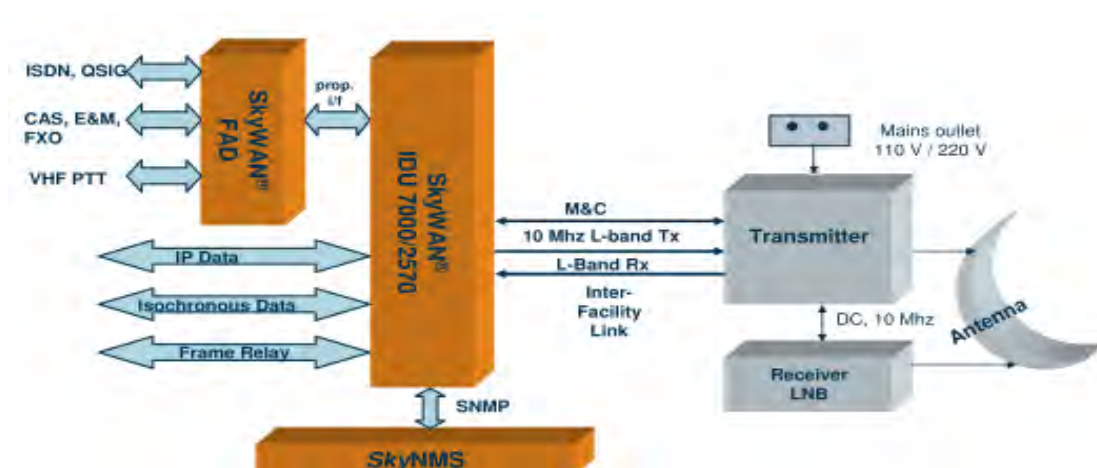 ISDN, QSIG
CAS, E&M,
FXO
VHF PTT
SkyWAN®
FAD
prop.
i/f
SkyWAN®
IDU 7000/2570
IP Data
Isochronous Data
Frame Relay
SNMP
SkyNMS
M&C
10 Mhz L-band Tx
L-Band Rx
Inter-
Facility
Link
Mains outlet
110 V / 220 V
Transmitter
DC, 10 Mhz
Receiver
LNB
Antenna